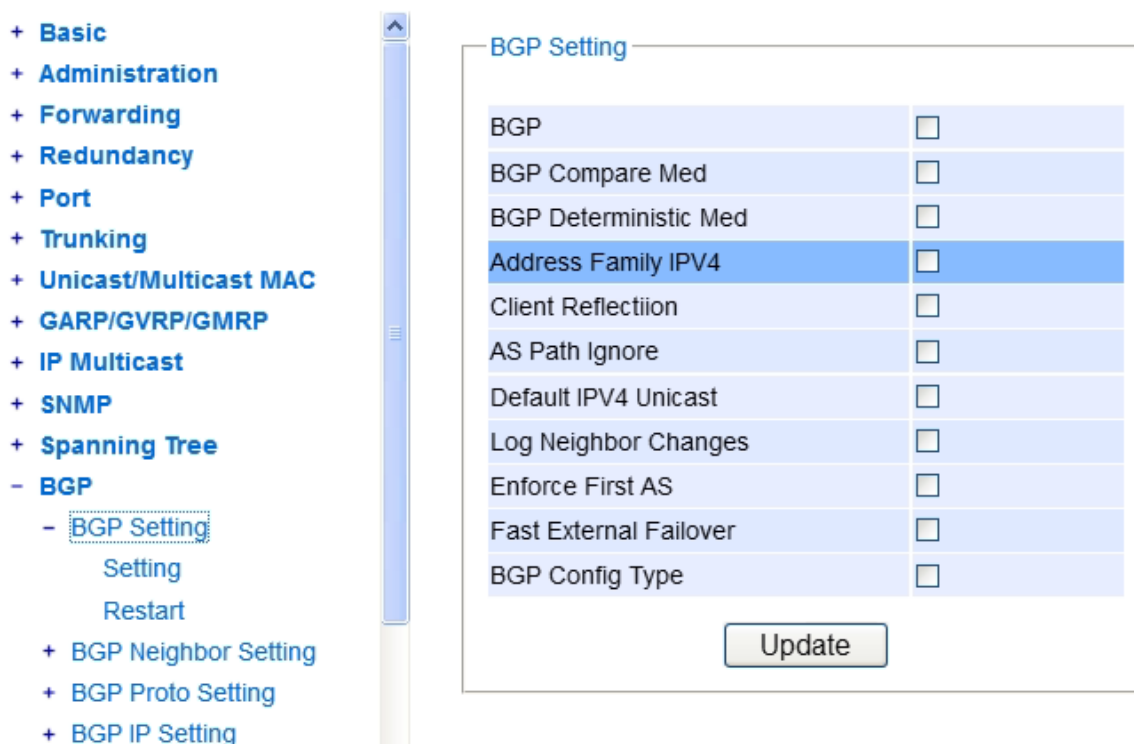 + Basic
+ Administration
+ Forwarding
+ Redundancy
+ Port
+ Trunking
+ Unicast/Multicast MAC
+ GARP/GVRP/GMRP
+ IP Multicast
+ SNMP
+ Spanning Tree
- BGP
- BGP Setting
Setting
Restart
+ BGP Neighbor Setting
+ BGP Proto Setting
+ BGP IP Setting
BGP Setting
BGP
BGP Compare Med
BGP Deterministic Med
Address Family IPV4
Client Reflectiion
AS Path Ignore
Default IPV4 Unicast
Log Neighbor Changes
Enforce First AS
Fast External Failover
BGP Config Type
Update